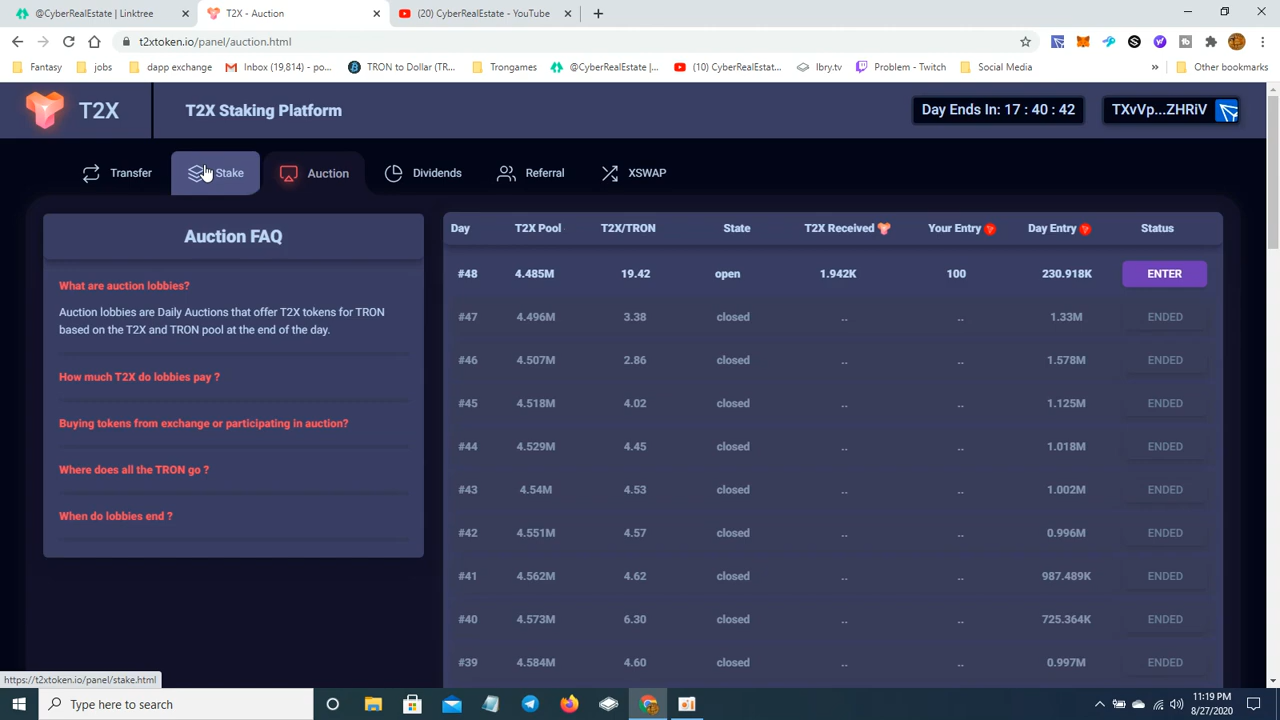 @CyberRealEstate | Linktree
T2X - Auction
(20) CyberRealEstate - YouTube
t2xtoken.io/panel/auction.html
Fantasy
jobs
dapp exchange
Inbox (19,814) - po...
TRON to Dollar (TR...
Trongames
@CyberRealEstate |...
(10) CyberRealEstat...
lbry.tv
Problem - Twitch
Social Media
»
Other bookmarks
T2X
T2X Staking Platform
Day Ends In: 17 : 40 : 42
TXvVp...ZHRiV
Transfer
Stake
Auction
Dividends
Referral
XSWAP
Auction FAQ
What are auction lobbies?
Auction lobbies are Daily Auctions that offer T2X tokens for TRON
based on the T2X and TRON pool at the end of the day.
How much T2X do lobbies pay ?
Buying tokens from exchange or participating in auction?
Where does all the TRON go ?
When do lobbies end ?
Day T2X Pool T2X/TRON State T2X Received Your Entry Day Entry Status
#48 4.485M 19.42 open 1.942K 100 230.918K ENTER
#47 4.496M 3.38 closed .. .. 1.33M ENDED
#46 4.507M 2.86 closed .. .. 1.578M ENDED
#45 4.518M 4.02 closed .. .. 1.125M ENDED
#44 4.529M 4.45 closed .. .. 1.018M ENDED
#43 4.54M 4.53 closed .. .. 1.002M ENDED
#42 4.551M 4.57 closed .. .. 0.996M ENDED
#41 4.562M 4.62 closed .. .. 987.489K ENDED
#40 4.573M 6.30 closed .. .. 725.364K ENDED
#39 4.584M 4.60 closed .. .. 0.997M ENDED
https://t2xtoken.io/panel/stake.html
Type here to search
11:19 PM
8/27/2020